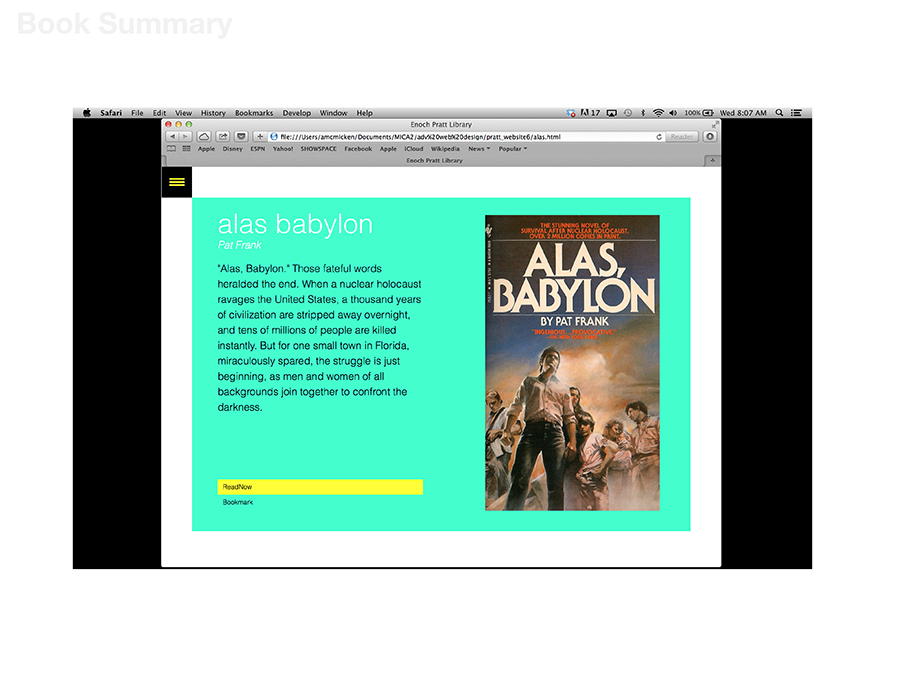 Book Summary
Safari File Edit View History Bookmarks Develop Window Help 17 100% Wed 8:07 AM
Enoch Pratt Library
file:///Users/amcmicken/Documents/MICA2/adv%20web%20design/pratt_website6/alas.html Reader
Apple Disney ESPN Yahoo! SHOWSPACE Facebook Apple iCloud Wikipedia News Popular
Enoch Pratt Library
alas babylon
Pat Frank
"Alas, Babylon." Those fateful words
heralded the end. When a nuclear holocaust
ravages the United States, a thousand years
of civilization are stripped away overnight,
and tens of millions of people are killed
instantly. But for one small town in Florida,
miraculously spared, the struggle is just
beginning, as men and women of all
backgrounds join together to confront the
darkness.
ReadNow
Bookmark
THE STUNNING NOVEL OF
SURVIVAL AFTER NUCLEAR HOLOCAUST.
OVER 2 MILLION COPIES IN PRINT.
ALAS,
BABYLON
BY PAT FRANK
"INGENIOUS... PROVOCATIVE"